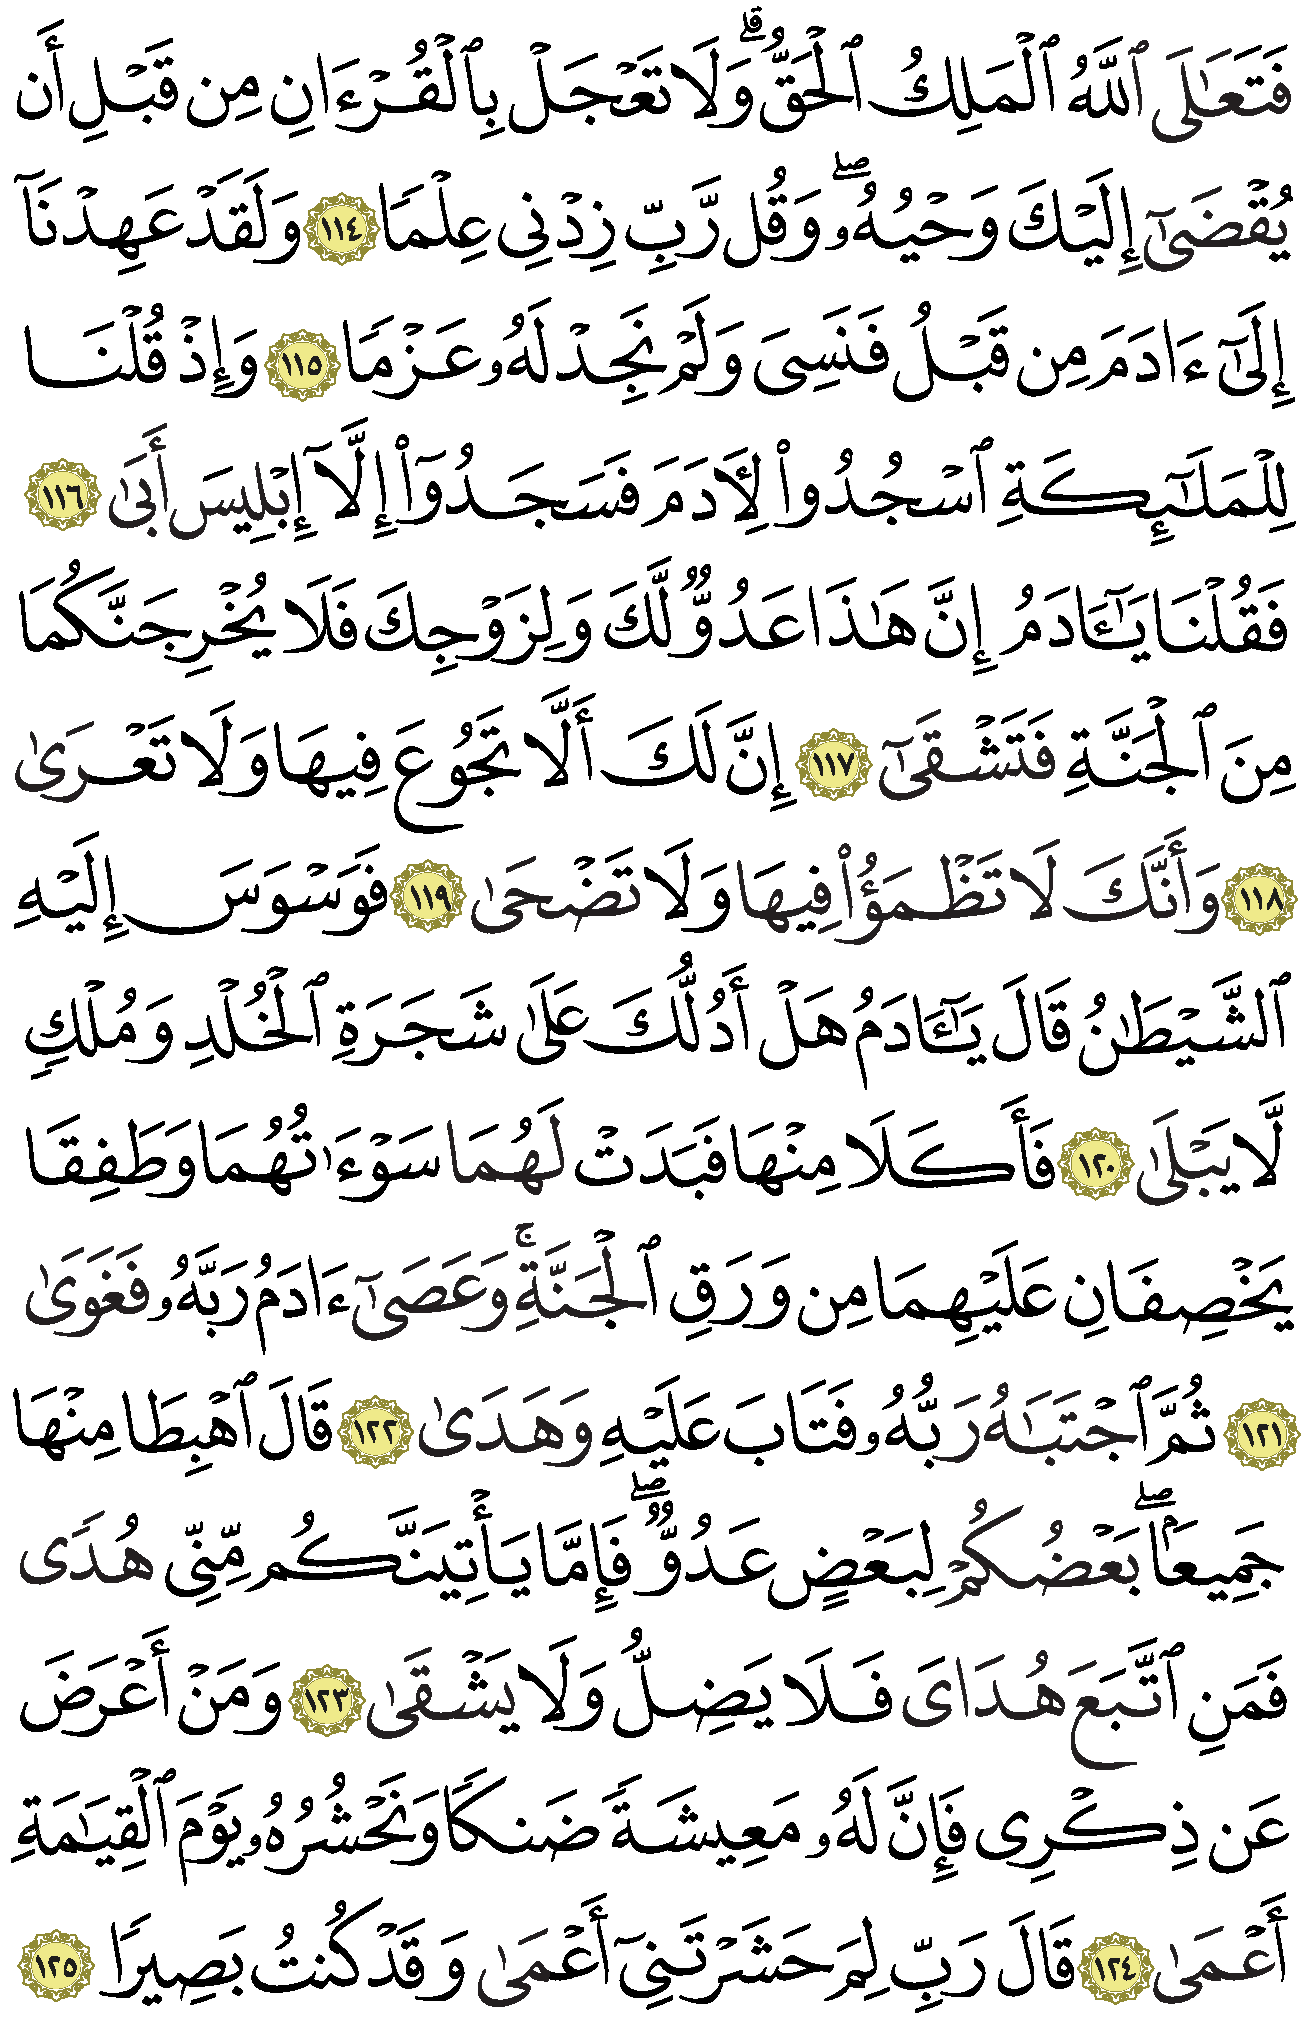 فَتَعَٰلَى ٱللَّهُ ٱلْمَلِكُ ٱلْحَقُّ ۗ وَلَا تَعْجَلْ بِٱلْقُرْءَانِ مِن قَبْلِ أَن
يُقْضَىٰٓ إِلَيْكَ وَحْيُهُۥ ۖ وَقُل رَّبِّ زِدْنِى عِلْمًا ١١٤ وَلَقَدْ عَهِدْنَآ
إِلَىٰٓ ءَادَمَ مِن قَبْلُ فَنَسِىَ وَلَمْ نَجِدْ لَهُۥ عَزْمًا ١١٥ وَإِذْ قُلْنَا
لِلْمَلَٰٓئِكَةِ ٱسْجُدُوا۟ لِـَٔادَمَ فَسَجَدُوٓا۟ إِلَّآ إِبْلِيسَ أَبَىٰ ١١٦
فَقُلْنَا يَٰٓـَٔادَمُ إِنَّ هَٰذَا عَدُوٌّ لَّكَ وَلِزَوْجِكَ فَلَا يُخْرِجَنَّكُمَا
مِنَ ٱلْجَنَّةِ فَتَشْقَىٰٓ ١١٧ إِنَّ لَكَ أَلَّا تَجُوعَ فِيهَا وَلَا تَعْرَىٰ
١١٨ وَأَنَّكَ لَا تَظْمَؤُا۟ فِيهَا وَلَا تَضْحَىٰ ١١٩ فَوَسْوَسَ إِلَيْهِ
ٱلشَّيْطَٰنُ قَالَ يَٰٓـَٔادَمُ هَلْ أَدُلُّكَ عَلَىٰ شَجَرَةِ ٱلْخُلْدِ وَمُلْكٍ
لَّا يَبْلَىٰ ١٢٠ فَأَكَلَا مِنْهَا فَبَدَتْ لَهُمَا سَوْءَٰتُهُمَا وَطَفِقَا
يَخْصِفَانِ عَلَيْهِمَا مِن وَرَقِ ٱلْجَنَّةِ ۚ وَعَصَىٰٓ ءَادَمُ رَبَّهُۥ فَغَوَىٰ
١٢١ ثُمَّ ٱجْتَبَٰهُ رَبُّهُۥ فَتَابَ عَلَيْهِ وَهَدَىٰ ١٢٢ قَالَ ٱهْبِطَا مِنْهَا
جَمِيعًۢا ۖ بَعْضُكُمْ لِبَعْضٍ عَدُوٌّ ۖ فَإِمَّا يَأْتِيَنَّكُم مِّنِّى هُدًى
فَمَنِ ٱتَّبَعَ هُدَاىَ فَلَا يَضِلُّ وَلَا يَشْقَىٰ ١٢٣ وَمَنْ أَعْرَضَ
عَن ذِكْرِى فَإِنَّ لَهُۥ مَعِيشَةً ضَنكًا وَنَحْشُرُهُۥ يَوْمَ ٱلْقِيَٰمَةِ
أَعْمَىٰ ١٢٤ قَالَ رَبِّ لِمَ حَشَرْتَنِىٓ أَعْمَىٰ وَقَدْ كُنتُ بَصِيرًا ١٢٥